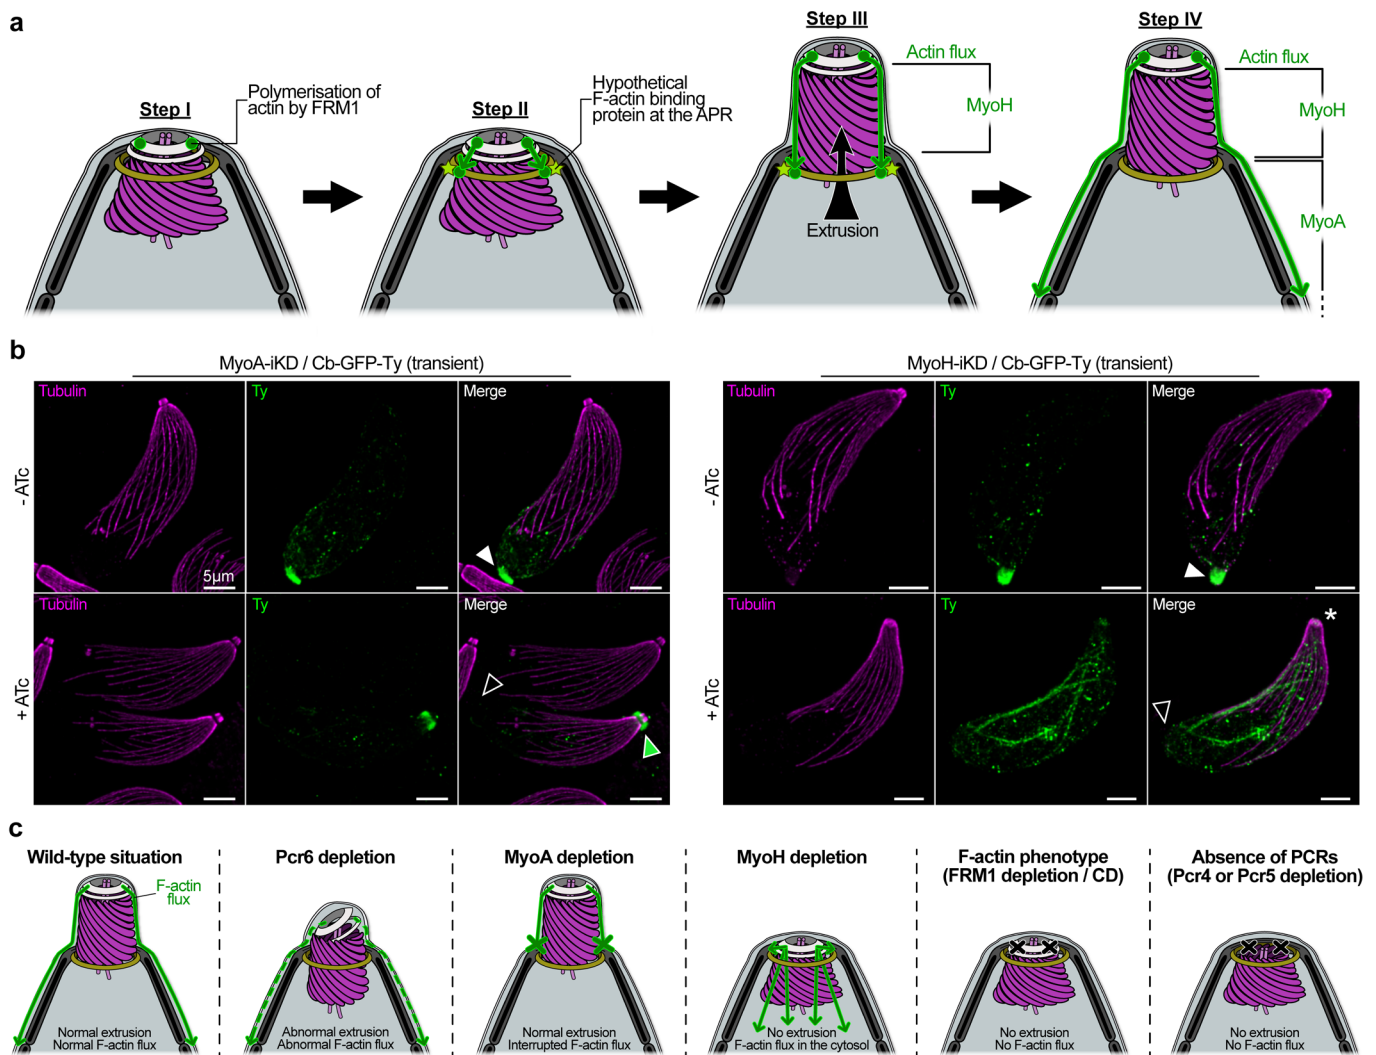 a
Step I
Step II
Step III
Step IV
Polymerisation of
actin by FRM1
Hypothetical
F-actin binding
protein at the APR
Actin flux
MyoH
Extrusion
Actin flux
MyoH
MyoA
b
MyoA-iKD / Cb-GFP-Ty (transient)
MyoH-iKD / Cb-GFP-Ty (transient)
- ATc
Tubulin
5µm
Ty
Merge
+ ATc
Tubulin
Ty
Merge
- ATc
Tubulin
Ty
Merge
+ ATc
Tubulin
Ty
Merge
*
c
Wild-type situation
F-actin
flux
Normal extrusion
Normal F-actin flux
Pcr6 depletion
Abnormal extrusion
Abnormal F-actin flux
MyoA depletion
Normal extrusion
Interrupted F-actin flux
MyoH depletion
No extrusion
F-actin flux in the cytosol
F-actin phenotype
(FRM1 depletion / CD)
No extrusion
No F-actin flux
Absence of PCRs
(Pcr4 or Pcr5 depletion)
No extrusion
No F-actin flux